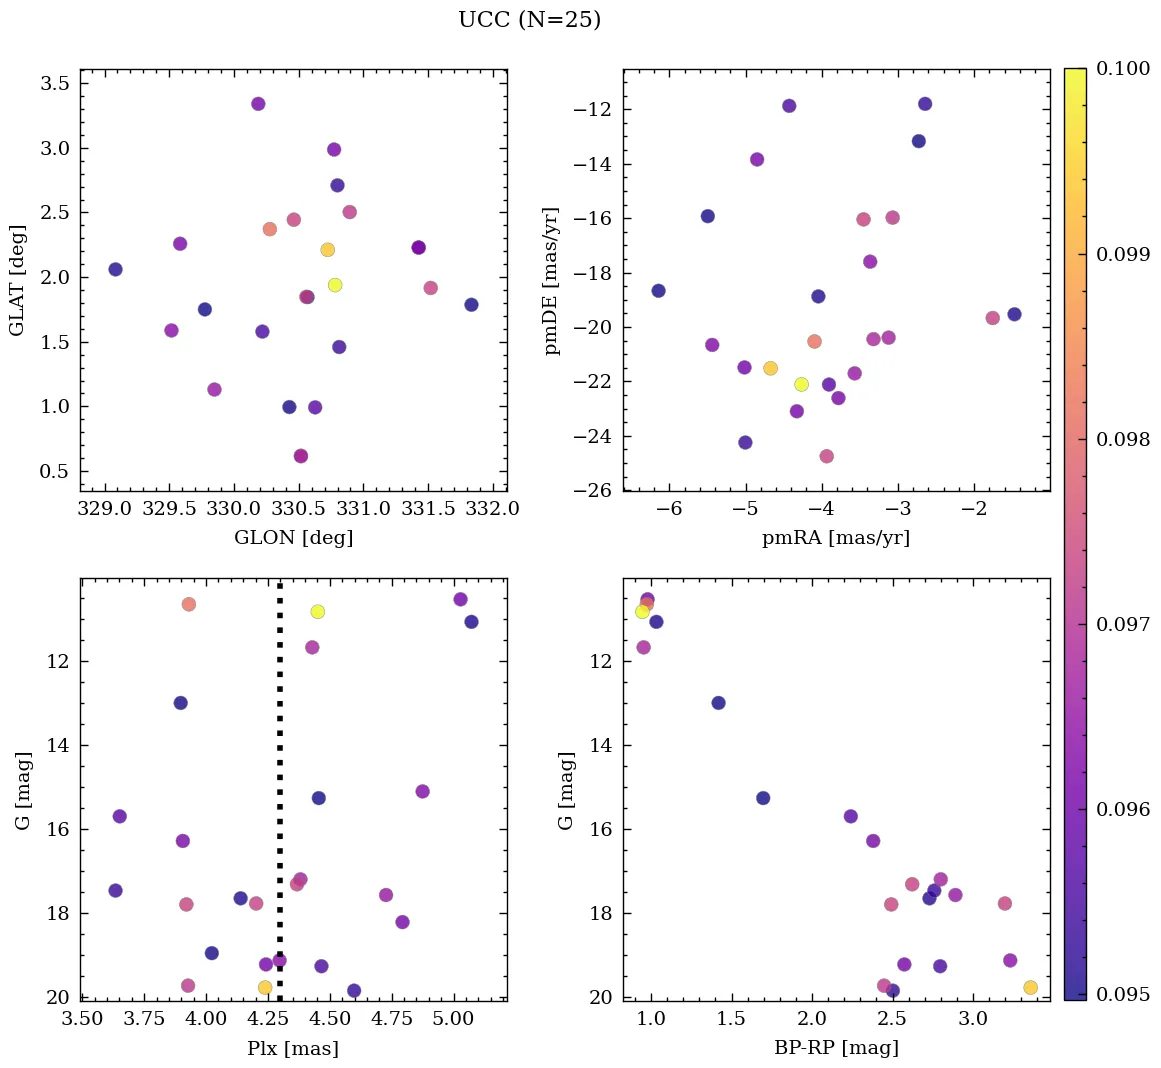 UCC (N=25)
3.5
3.0
2.5
2.0
1.5
1.0
0.5
GLAT [deg]
329.0 329.5 330.0 330.5 331.0 331.5 332.0
GLON [deg]
−12
−14
−16
−18
−20
−22
−24
−26
pmDE [mas/yr]
−6 −5 −4 −3 −2
pmRA [mas/yr]
12
14
16
18
20
G [mag]
3.50 3.75 4.00 4.25 4.50 4.75 5.00
Plx [mas]
12
14
16
18
20
G [mag]
1.0 1.5 2.0 2.5 3.0
BP-RP [mag]
0.100
0.099
0.098
0.097
0.096
0.095